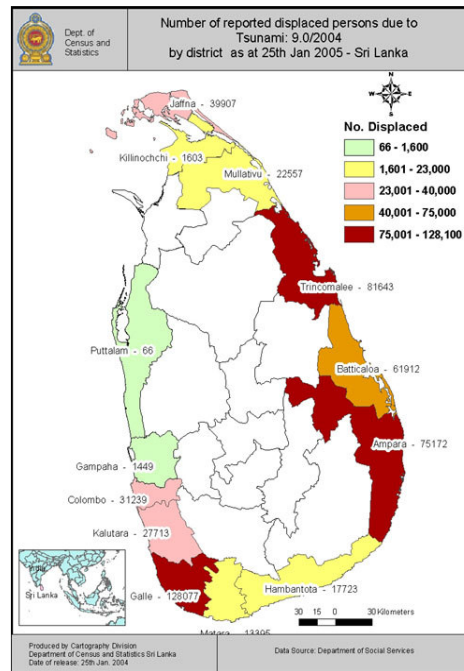 Dept. of
Census and
Statistics
Number of reported displaced persons due to
Tsunami: 9.0/2004
by district as at 25th Jan 2005 - Sri Lanka
N
W E
S
Jaffna - 39907
No. Displaced
66 - 1,600
1,601 - 23,000
23,001 - 40,000
40,001 - 75,000
75,001 - 128,100
Killinochchi - 1603
Mullativu - 22557
Trincomalee - 81643
Puttalam - 66
Batticaloa - 61912
Ampara - 75172
Gampaha - 1449
Colombo - 31239
Kalutara - 27713
India
Sri Lanka
Galle - 128077
Hambantota - 17723
30 15 0 30 Kilometers
Matara - 13395
Produced by Cartography Division
Department of Census and Statistics Sri Lanka
Date of release: 25th Jan. 2004
Data Source: Department of Social Services